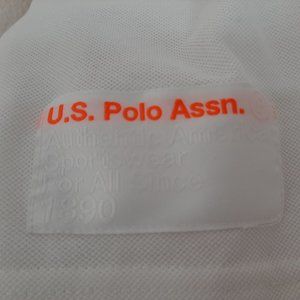 U.S. Polo Assn.
Authentic American
Sportswear
For All Since
1890